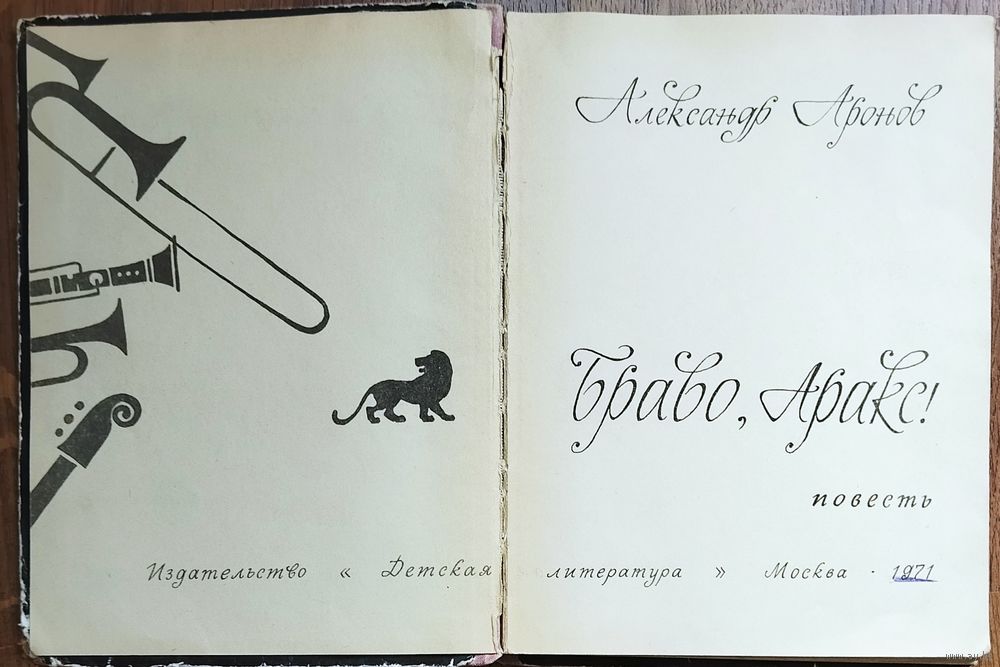 Александр Аронов
Браво, Аракс!
повесть
Издательство « Детская литература » Москва · 1971